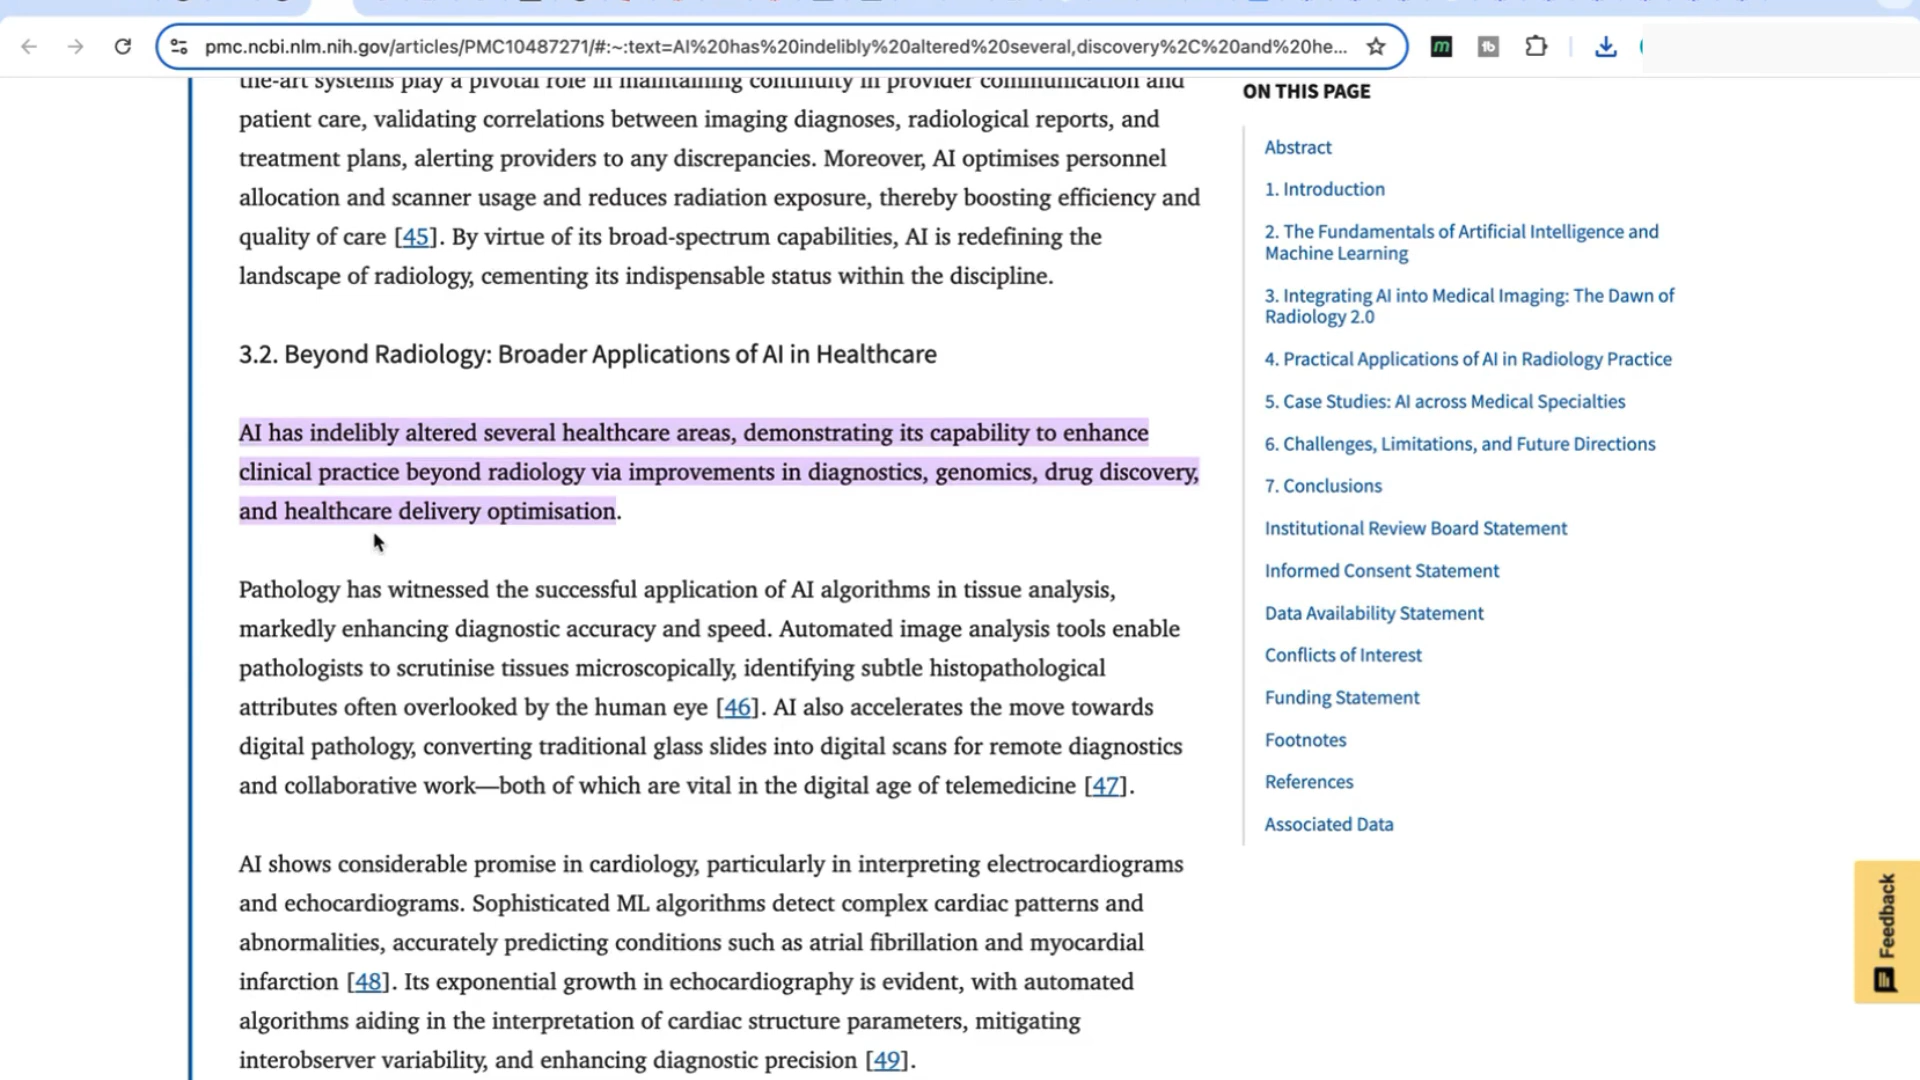 pmc.ncbi.nlm.nih.gov/articles/PMC10487271/#:~:text=AI%20has%20indelibly%20altered%20several,discovery%2C%20and%20he...
the-art systems play a pivotal role in maintaining continuity in provider communication and
patient care, validating correlations between imaging diagnoses, radiological reports, and
treatment plans, alerting providers to any discrepancies. Moreover, AI optimises personnel
allocation and scanner usage and reduces radiation exposure, thereby boosting efficiency and
quality of care [45]. By virtue of its broad-spectrum capabilities, AI is redefining the
landscape of radiology, cementing its indispensable status within the discipline.
3.2. Beyond Radiology: Broader Applications of AI in Healthcare
AI has indelibly altered several healthcare areas, demonstrating its capability to enhance
clinical practice beyond radiology via improvements in diagnostics, genomics, drug discovery,
and healthcare delivery optimisation.
Pathology has witnessed the successful application of AI algorithms in tissue analysis,
markedly enhancing diagnostic accuracy and speed. Automated image analysis tools enable
pathologists to scrutinise tissues microscopically, identifying subtle histopathological
attributes often overlooked by the human eye [46]. AI also accelerates the move towards
digital pathology, converting traditional glass slides into digital scans for remote diagnostics
and collaborative work—both of which are vital in the digital age of telemedicine [47].
AI shows considerable promise in cardiology, particularly in interpreting electrocardiograms
and echocardiograms. Sophisticated ML algorithms detect complex cardiac patterns and
abnormalities, accurately predicting conditions such as atrial fibrillation and myocardial
infarction [48]. Its exponential growth in echocardiography is evident, with automated
algorithms aiding in the interpretation of cardiac structure parameters, mitigating
interobserver variability, and enhancing diagnostic precision [49].
ON THIS PAGE
Abstract
1. Introduction
2. The Fundamentals of Artificial Intelligence and
Machine Learning
3. Integrating AI into Medical Imaging: The Dawn of
Radiology 2.0
4. Practical Applications of AI in Radiology Practice
5. Case Studies: AI across Medical Specialties
6. Challenges, Limitations, and Future Directions
7. Conclusions
Institutional Review Board Statement
Informed Consent Statement
Data Availability Statement
Conflicts of Interest
Funding Statement
Footnotes
References
Associated Data
Feedback